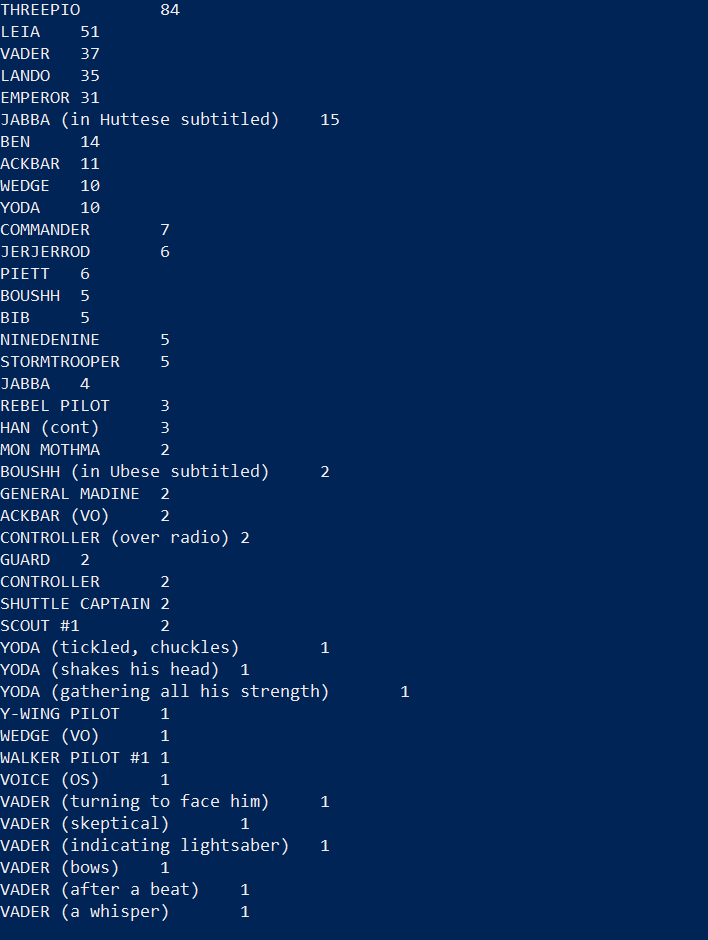 THREEPIO 84
LEIA 51
VADER 37
LANDO 35
EMPEROR 31
JABBA (in Huttese subtitled) 15
BEN 14
ACKBAR 11
WEDGE 10
YODA 10
COMMANDER 7
JERJERROD 6
PIETT 6
BOUSHH 5
BIB 5
NINEDENINE 5
STORMTROOPER 5
JABBA 4
REBEL PILOT 3
HAN (cont) 3
MON MOTHMA 2
BOUSHH (in Ubese subtitled) 2
GENERAL MADINE 2
ACKBAR (VO) 2
CONTROLLER (over radio) 2
GUARD 2
CONTROLLER 2
SHUTTLE CAPTAIN 2
SCOUT #1 2
YODA (tickled, chuckles) 1
YODA (shakes his head) 1
YODA (gathering all his strength) 1
Y-WING PILOT 1
WEDGE (VO) 1
WALKER PILOT #1 1
VOICE (OS) 1
VADER (turning to face him) 1
VADER (skeptical) 1
VADER (indicating lightsaber) 1
VADER (bows) 1
VADER (after a beat) 1
VADER (a whisper) 1